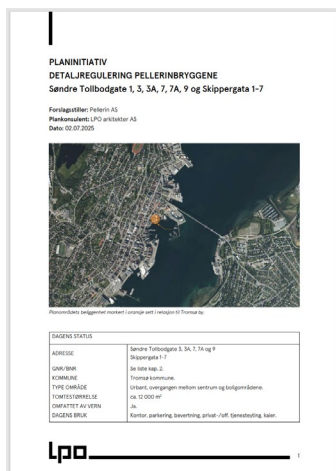 PLANINITIATIV
DETALJREGULERING PELLERINBRYGGENE
Søndre Tollbodgate 1, 3, 3A, 7, 7A, 9 og Skippergata 1-7
Forslagsstiller: Pellerin AS
Plankonsulent: LPO arkitekter AS
Dato: 02.07.2025
Planområdets beliggenhet markert i oransje sett i relasjon til Tromsø by.
DAGENS STATUS
ADRESSE Søndre Tollbodgate 3, 3A, 7, 7A og 9
Skippergata 1-7
GNR/BNR Se liste kap. 2.
KOMMUNE Tromsø kommune.
TYPE OMRÅDE Urbant, overgangen mellom sentrum og boligområdene.
TOMTESTØRRELSE ca. 12 000 m²
OMFATTET AV VERN Ja.
DAGENS BRUK Kontor, parkering, bevertning, privat-/off. tjenesteyting, kaier.
lpo
1